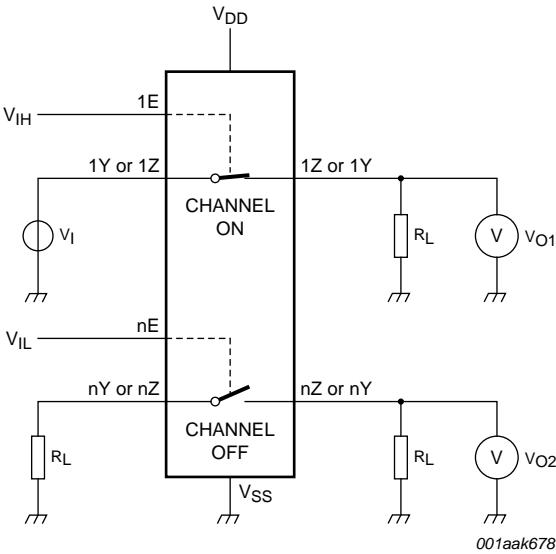 VDD
1E
VIH
1Y or 1Z
1Z or 1Y
CHANNEL
ON
VI
RL
V
VO1
nE
VIL
nY or nZ
nZ or nY
CHANNEL
OFF
RL
RL
V
VO2
VSS
001aak678